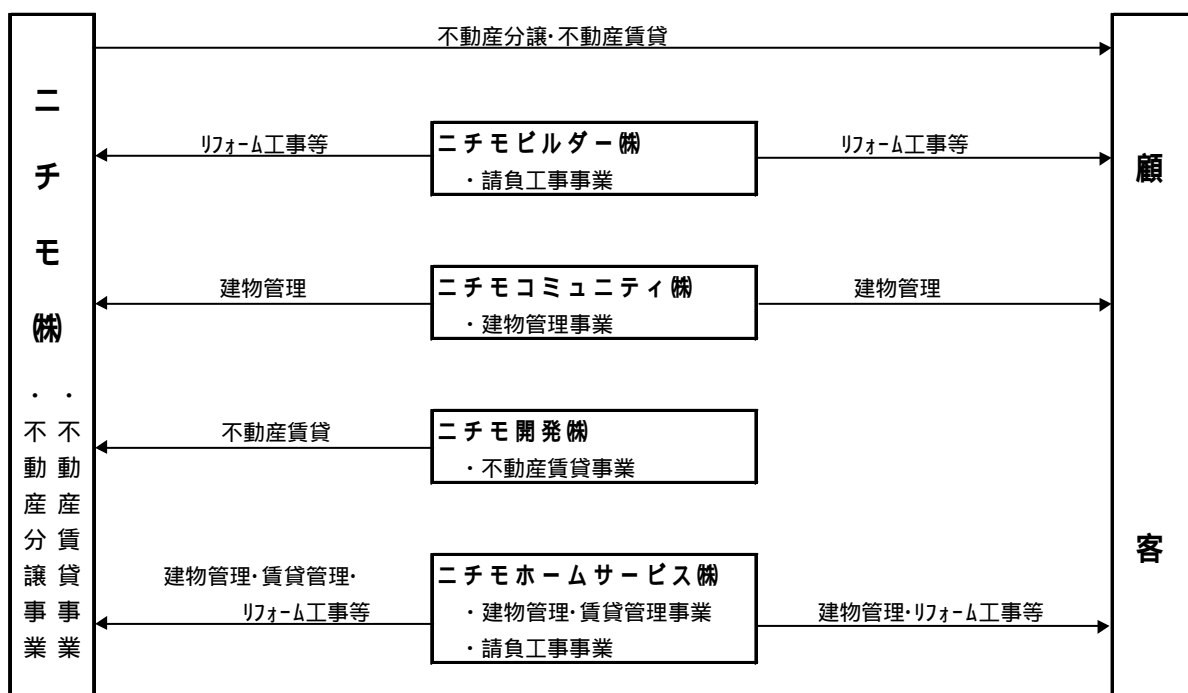 不動産分譲･不動産賃貸
ニチモ㈱
・不動産賃貸事業
・不動産分譲事業
ﾘﾌｫｰﾑ工事等
ニチモビルダー㈱
・請負工事事業
ﾘﾌｫｰﾑ工事等
建物管理
ニチモコミュニティ㈱
・建物管理事業
建物管理
不動産賃貸
ニチモ開発㈱
・不動産賃貸事業
建物管理･賃貸管理･
ﾘﾌｫｰﾑ工事等
ニチモホームサービス㈱
・建物管理･賃貸管理事業
・請負工事事業
建物管理･ﾘﾌｫｰﾑ工事等
顧客